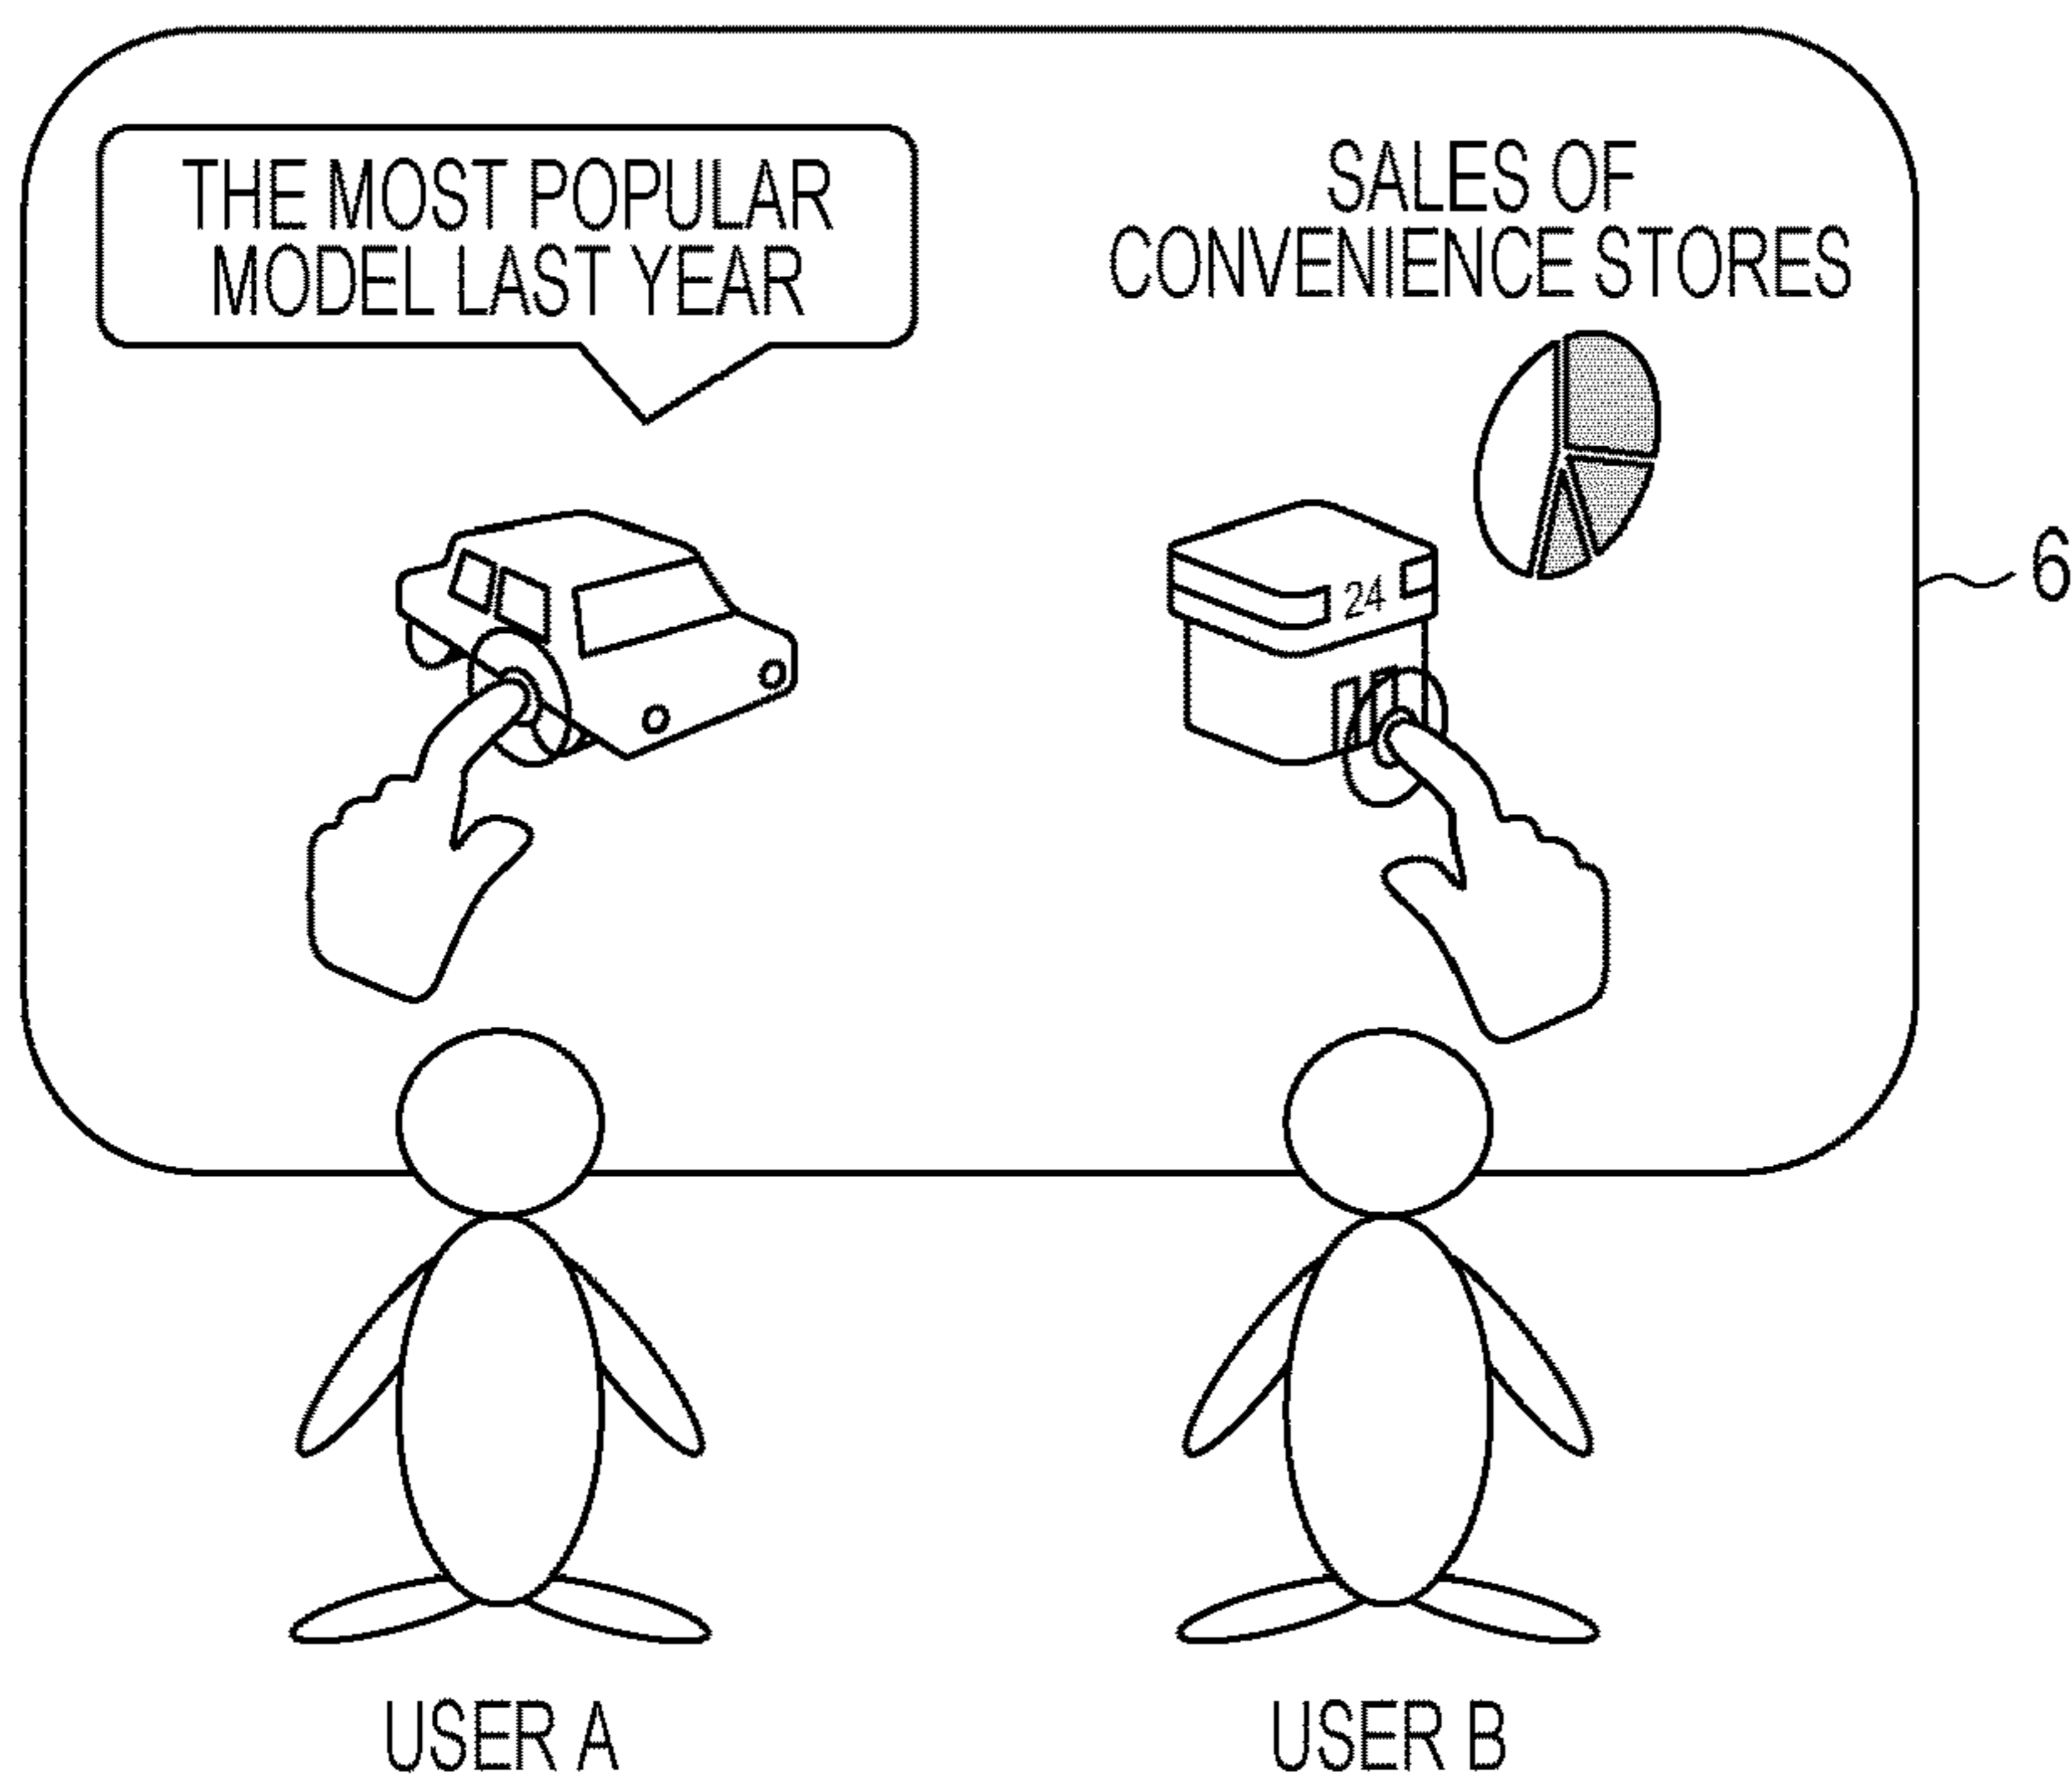 THE MOST POPULAR
MODEL LAST YEAR
SALES OF
CONVENIENCE STORES
24
6
USER A
USER B